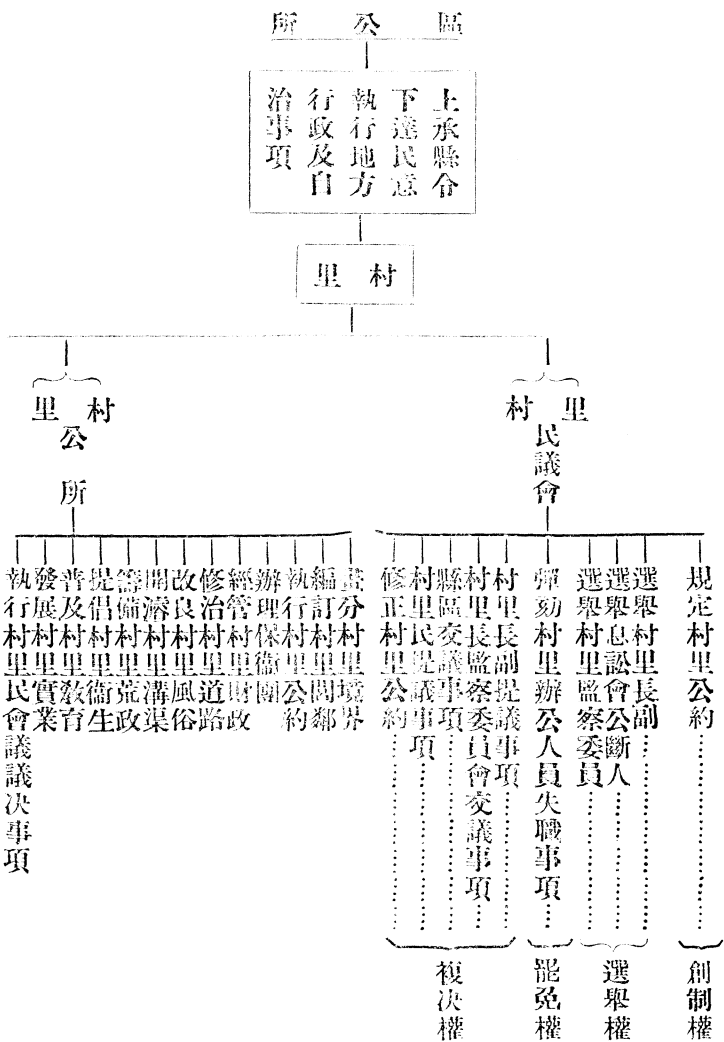 區公所
上承縣令
下達民意
執行地方
行政及自
治事項
村里
里村民議會
規定村里公約
創制權
選舉村里長副
選舉息訟會公斷人
選舉村里監察委員
選舉權
彈劾村里辦公人員失職事項
罷免權
村里長副提議事項
村里長監察委員會交議事項
縣區交議事項
村里民提議事項
修正村里公約
複决權
村里公所
畫分村里境界
編訂村里閭鄰
執行村里公約
辦理保衞團
經管村里財政
修治村里道路
改良村里風俗
開濬村里溝渠
籌備村里荒政
提倡村里衞生
普及村里敎育
發展村里實業
執行村里民會議議决事項